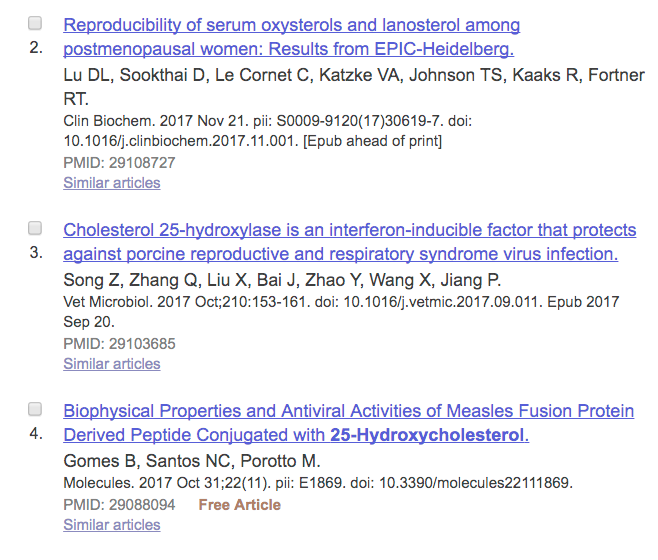 Reproducibility of serum oxysterols and lanosterol among
2. postmenopausal women: Results from EPIC-Heidelberg.
Lu DL, Sookthai D, Le Cornet C, Katzke VA, Johnson TS, Kaaks R, Fortner
RT.
Clin Biochem. 2017 Nov 21. pii: S0009-9120(17)30619-7. doi:
10.1016/j.clinbiochem.2017.11.001. [Epub ahead of print]
PMID: 29108727
Similar articles
Cholesterol 25-hydroxylase is an interferon-inducible factor that protects
3. against porcine reproductive and respiratory syndrome virus infection.
Song Z, Zhang Q, Liu X, Bai J, Zhao Y, Wang X, Jiang P.
Vet Microbiol. 2017 Oct;210:153-161. doi: 10.1016/j.vetmic.2017.09.011. Epub 2017
Sep 20.
PMID: 29103685
Similar articles
Biophysical Properties and Antiviral Activities of Measles Fusion Protein
4. Derived Peptide Conjugated with 25-Hydroxycholesterol.
Gomes B, Santos NC, Porotto M.
Molecules. 2017 Oct 31;22(11). pii: E1869. doi: 10.3390/molecules22111869.
PMID: 29088094 Free Article
Similar articles